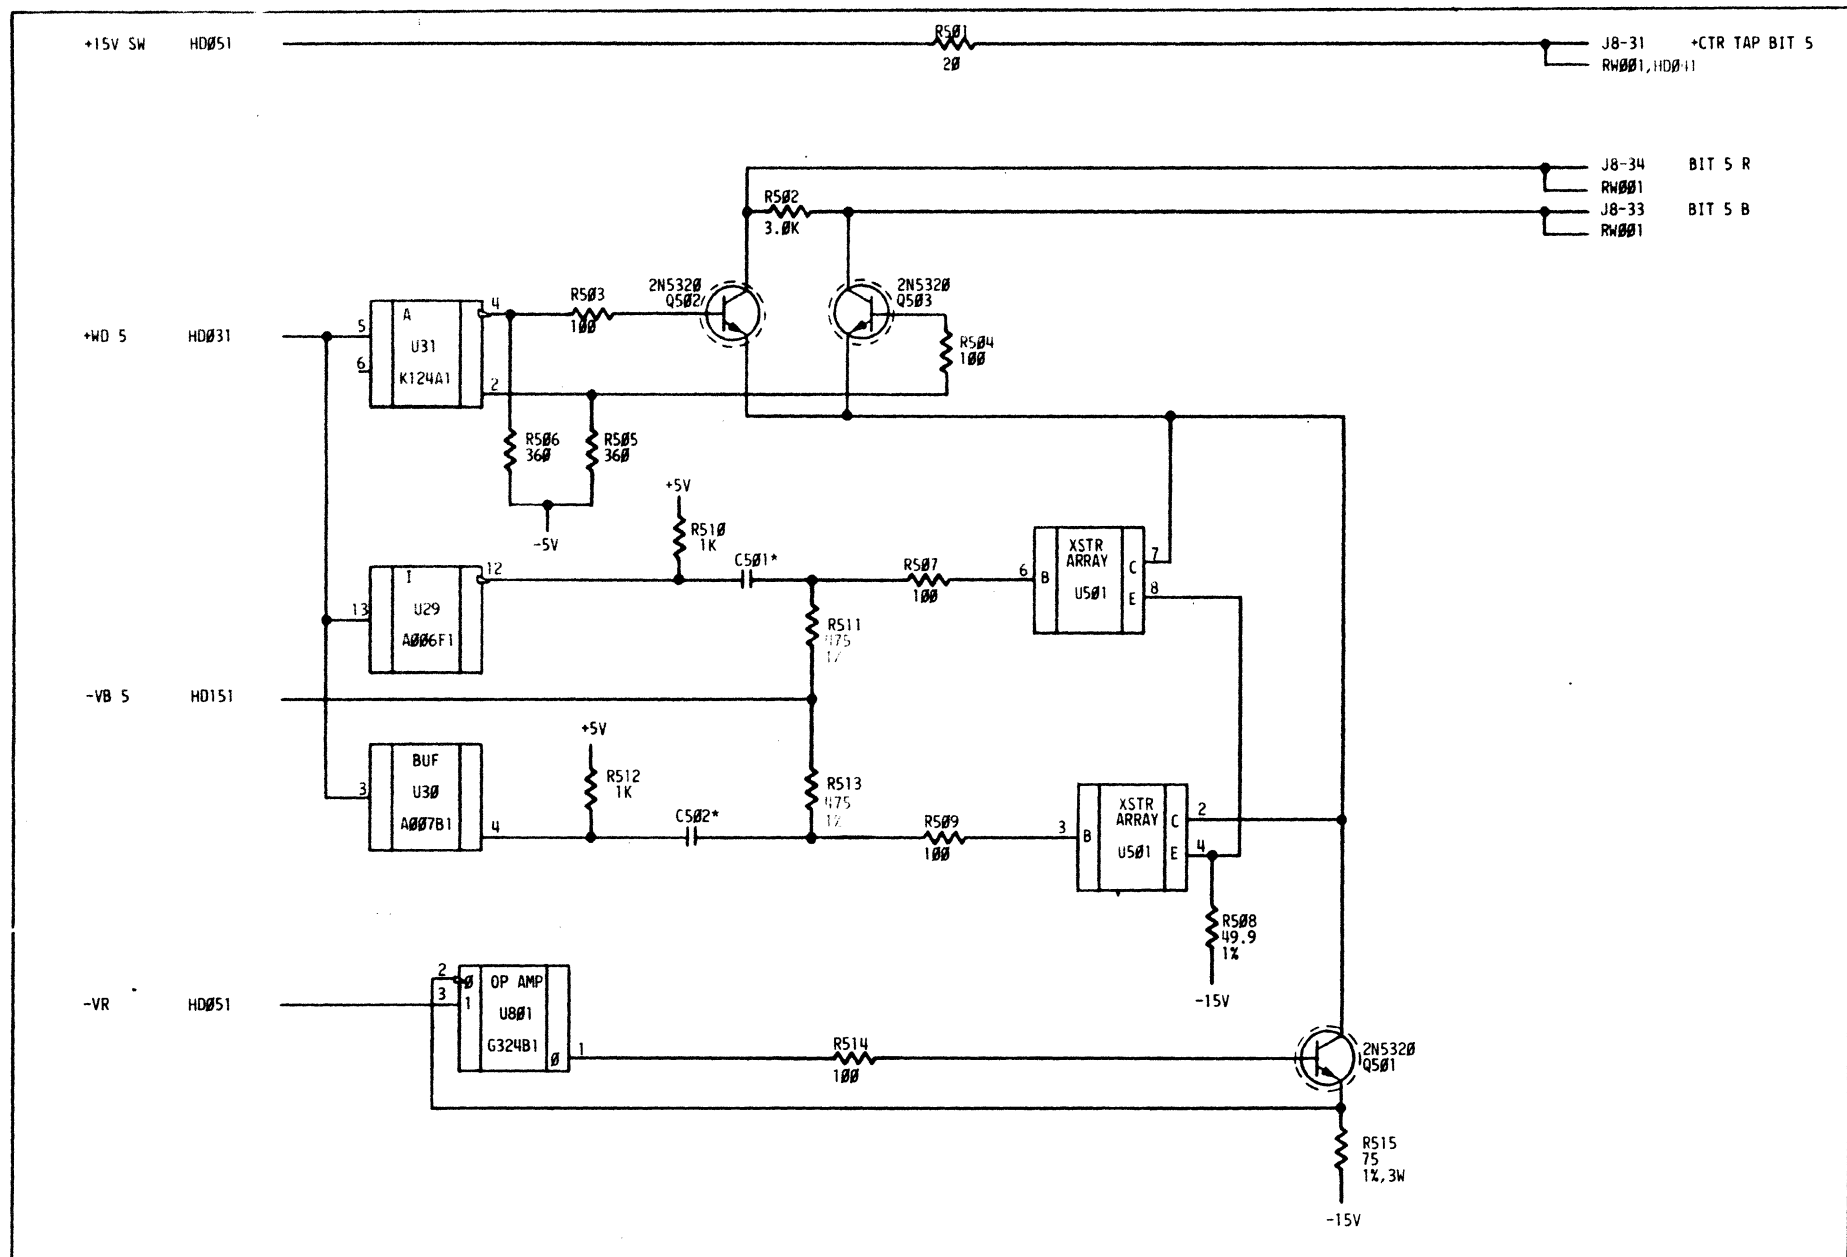 +15V SW HDØ51
R5Ø1
2Ø
J8-31 +CTR TAP BIT 5
RWØØ1,
J8-34 BIT 5 R
RWØØ1
J8-33 BIT 5 B
RWØØ1
R5Ø2
3.ØK
2N532Ø
Q5Ø2
2N532Ø
Q5Ø3
R5Ø3
1ØØ
R5Ø4
1ØØ
+WD 5 HDØ31
5
6
A
U31
K124A1
4
2
R5Ø6
36Ø
R5Ø5
36Ø
-5V
+5V
R51Ø
1K
C5Ø1*
R5Ø7
1ØØ
6
B
XSTR
ARRAY
U5Ø1
C
E
7
8
13
I
U29
AØØ6F1
12
R511
475
1%
-VB 5 HD151
+5V
R512
1K
R513
475
1%
3
BUF
U3Ø
AØØ7B1
4
C5Ø2*
R5Ø9
1ØØ
3
B
XSTR
ARRAY
U5Ø1
C
E
2
4
R5Ø8
49.9
1%
-15V
-VR HDØ51
2
3
Ø
1
OP AMP
U8Ø1
G324B1
Ø
1
R514
1ØØ
2N532Ø
Q5Ø1
R515
75
1%,3W
-15V